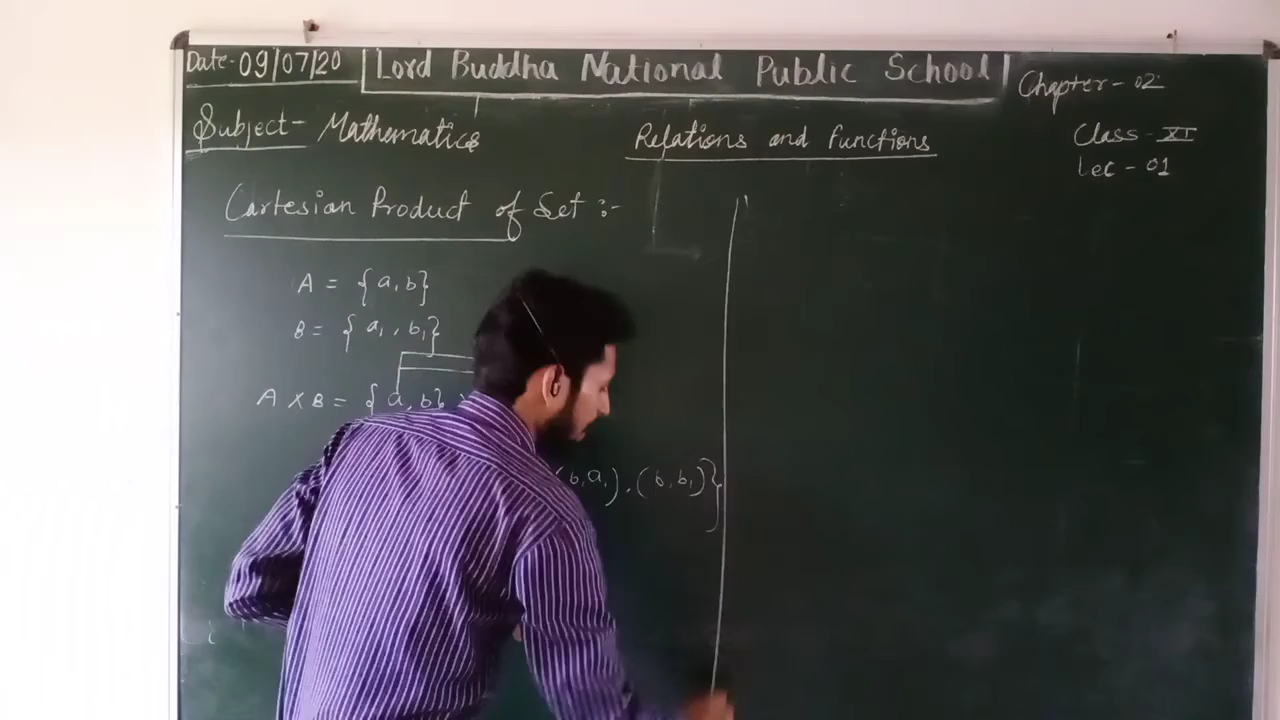 Date- 09/07/20
Lord Buddha National Public School
Chapter- 02
Subject- Mathematics
Relations and Functions
Class- XI
Lec - 01
Cartesian Product of Set :-
A = {a, b}
B = {a₁, b₁}
A X B = {a, b}
(b, a₁), (b, b₁)}